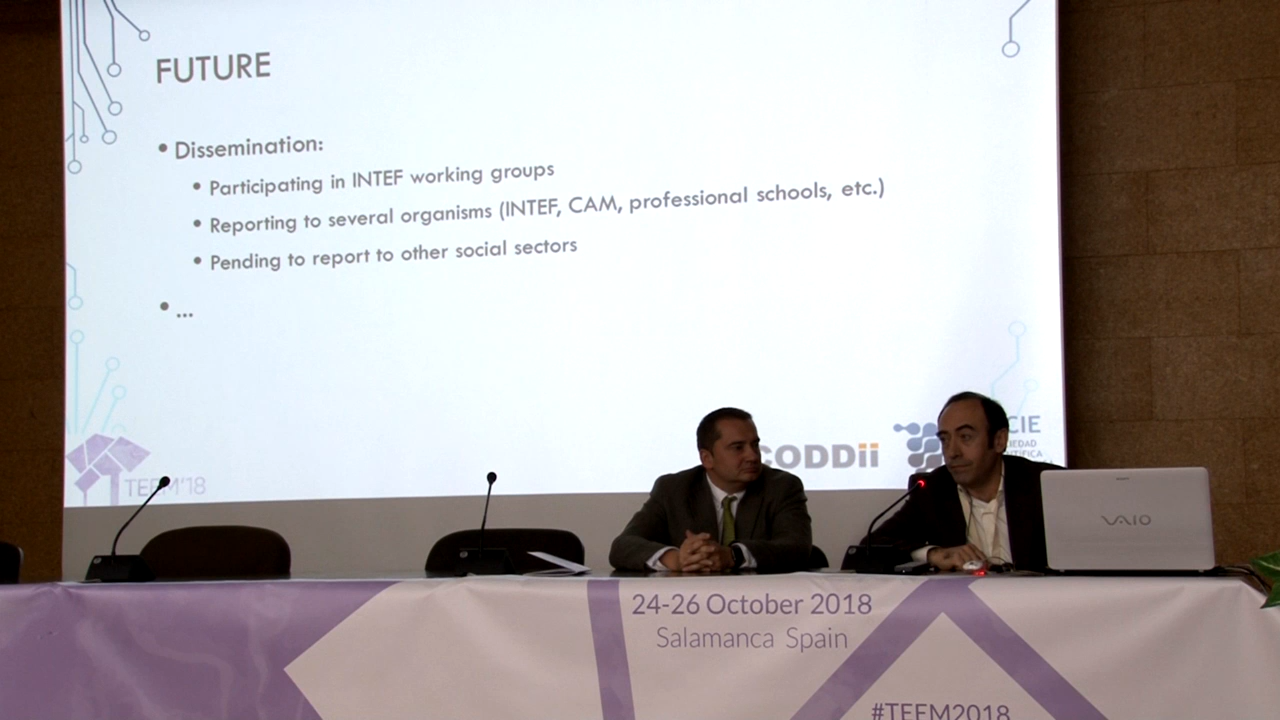 FUTURE
• Dissemination:
• Participating in INTEF working groups
• Reporting to several organisms (INTEF, CAM, professional schools, etc.)
• Pending to report to other social sectors
• ...
CODDii
CIE
TEEM'18
VAIO
24-26 October 2018
Salamanca Spain
#TEEM2018